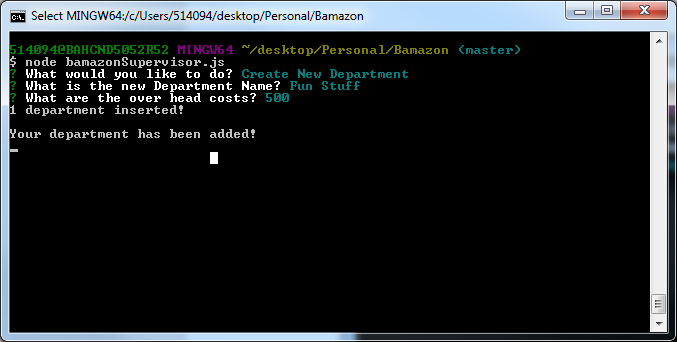 Select MINGW64:/c/Users/514094/desktop/Personal/Bamazon
514094@BAHCND5052R52 MINGW64 ~/desktop/Personal/Bamazon (master)
$ node bamazonSupervisor.js
? What would you like to do? Create New Department
? What is the new Department Name? Fun Stuff
? What are the over head costs? 500
1 department inserted!
Your department has been added!